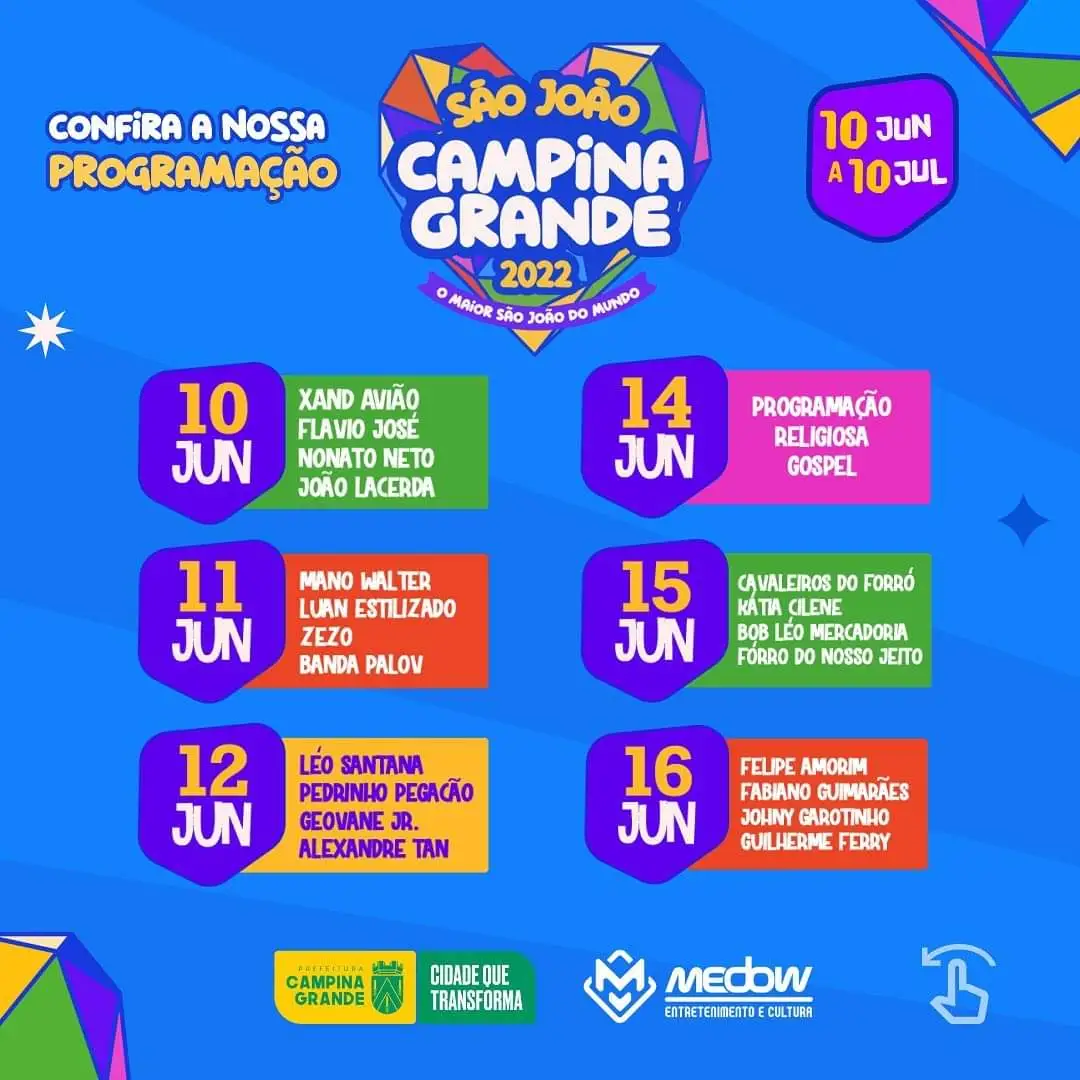 CONFIRA A NOSSA
PROGRAMAÇÃO
SÃO JOÃO
CAMPINA
GRANDE
2022
O MAIOR SÃO JOÃO DO MUNDO
10 JUN
A 10 JUL
10
JUN
XAND AVIÃO
FLAVIO JOSÉ
NONATO NETO
JOÃO LACERDA
11
JUN
MANO WALTER
LUAN ESTILIZADO
ZEZO
BANDA PALOV
12
JUN
LÉO SANTANA
PEDRINHO PEGAÇÃO
GEOVANE JR.
ALEXANDRE TAN
14
JUN
PROGRAMAÇÃO
RELIGIOSA
GOSPEL
15
JUN
CAVALEIROS DO FORRÓ
KÁTIA CILENE
BOB LÉO MERCADORIA
FÓRRO DO NOSSO JEITO
16
JUN
FELIPE AMORIM
FABIANO GUIMARÃES
JOHNY GAROTINHO
GUILHERME FERRY
PREFEITURA
CAMPINA
GRANDE
CIDADE QUE
TRANSFORMA
MEDOW
ENTRETENIMENTO E CULTURA